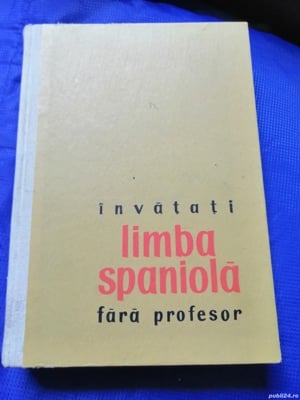 învățați
limba
spaniolă
fără profesor
publi24.ro